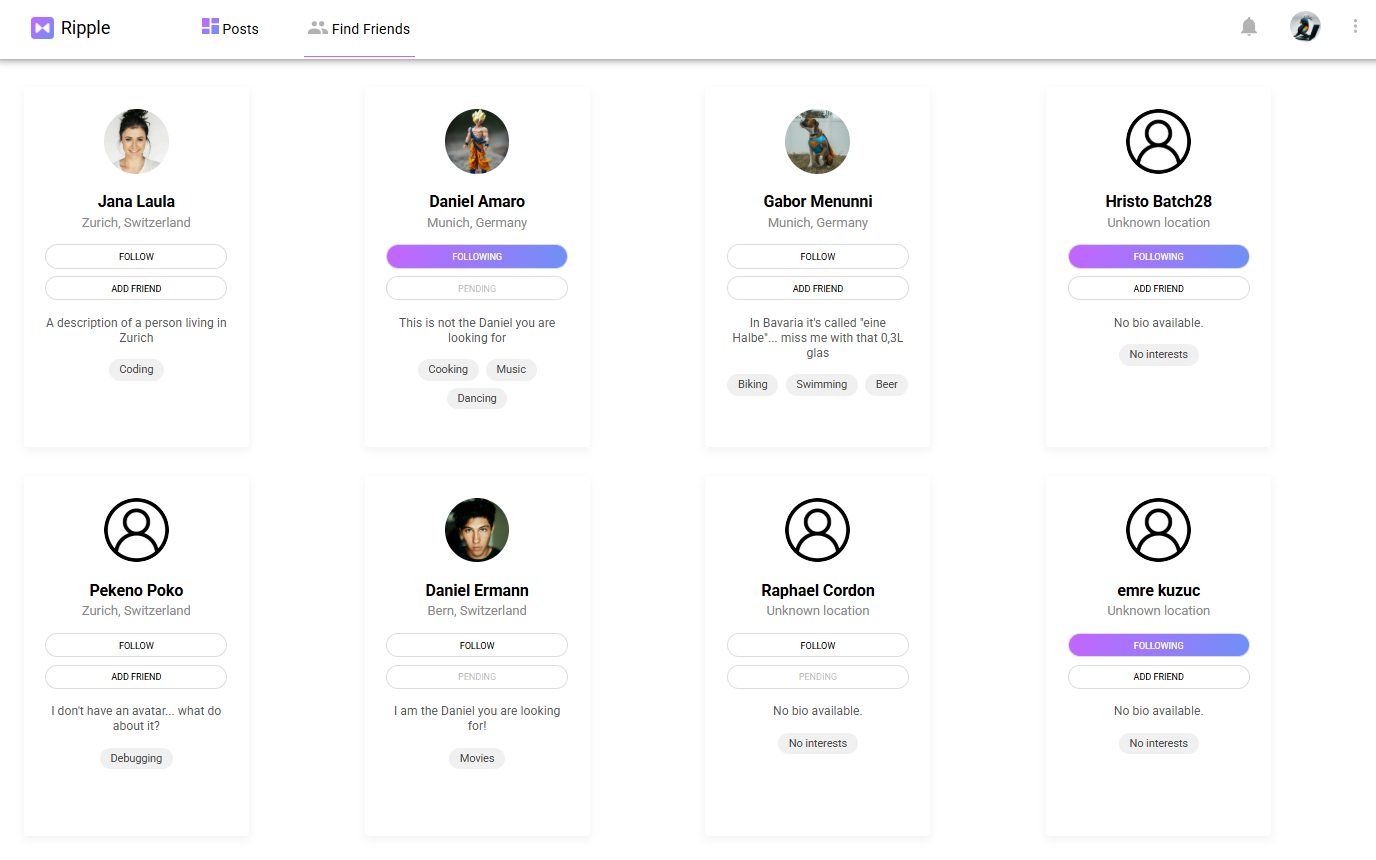 Ripple
Posts
Find Friends
Jana Laula
Zurich, Switzerland
FOLLOW
ADD FRIEND
A description of a person living in
Zurich
Coding
Daniel Amaro
Munich, Germany
FOLLOWING
PENDING
This is not the Daniel you are
looking for
Cooking
Music
Dancing
Gabor Menunni
Munich, Germany
FOLLOW
ADD FRIEND
In Bavaria it's called "eine
Halbe"... miss me with that 0,3L
glas
Biking
Swimming
Beer
Hristo Batch28
Unknown location
FOLLOWING
ADD FRIEND
No bio available.
No interests
Pekeno Poko
Zurich, Switzerland
FOLLOW
ADD FRIEND
I don't have an avatar... what do
about it?
Debugging
Daniel Ermann
Bern, Switzerland
FOLLOW
PENDING
I am the Daniel you are looking
for!
Movies
Raphael Cordon
Unknown location
FOLLOW
PENDING
No bio available.
No interests
emre kuzuc
Unknown location
FOLLOWING
ADD FRIEND
No bio available.
No interests